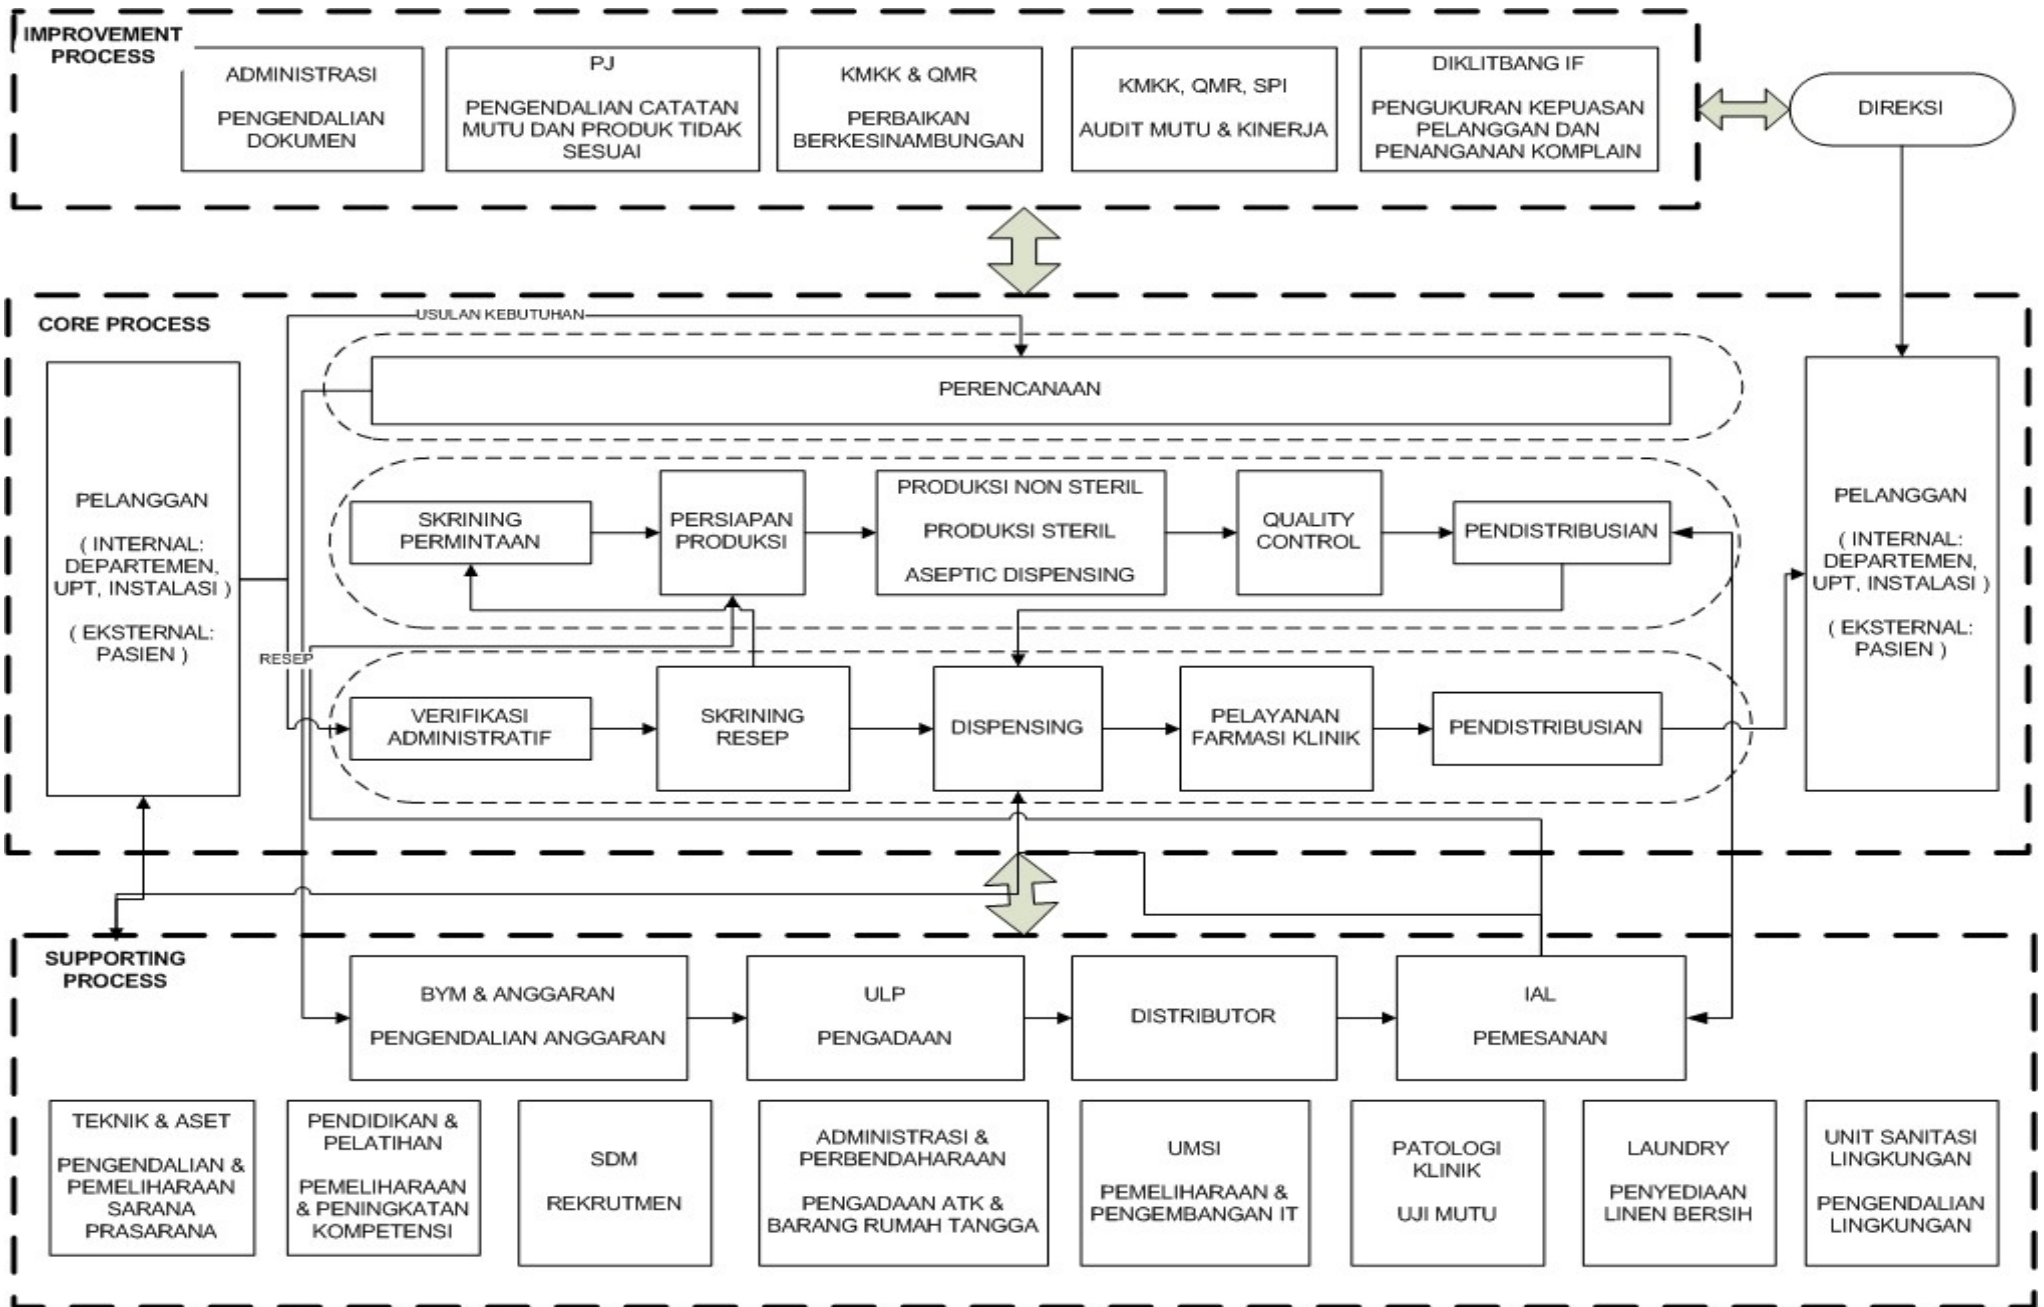 IMPROVEMENT
PROCESS
ADMINISTRASI
PENGENDALIAN
DOKUMEN
PJ
PENGENDALIAN CATATAN
MUTU DAN PRODUK TIDAK
SESUAI
KMKK & QMR
PERBAIKAN
BERKESINAMBUNGAN
KMKK, QMR, SPI
AUDIT MUTU & KINERJA
DIKLITBANG IF
PENGUKURAN KEPUASAN
PELANGGAN DAN
PENANGANAN KOMPLAIN
DIREKSI
CORE PROCESS
USULAN KEBUTUHAN
PERENCANAAN
PELANGGAN
( INTERNAL:
DEPARTEMEN,
UPT, INSTALASI )
( EKSTERNAL:
PASIEN )
SKRINING
PERMINTAAN
PERSIAPAN
PRODUKSI
PRODUKSI NON STERIL
PRODUKSI STERIL
ASEPTIC DISPENSING
QUALITY
CONTROL
PENDISTRIBUSIAN
PELANGGAN
( INTERNAL:
DEPARTEMEN,
UPT, INSTALASI )
( EKSTERNAL:
PASIEN )
RESEP
VERIFIKASI
ADMINISTRATIF
SKRINING
RESEP
DISPENSING
PELAYANAN
FARMASI KLINIK
PENDISTRIBUSIAN
SUPPORTING
PROCESS
BYM & ANGGARAN
PENGENDALIAN ANGGARAN
ULP
PENGADAAN
DISTRIBUTOR
IAL
PEMESANAN
TEKNIK & ASET
PENGENDALIAN &
PEMELIHARAAN
SARANA
PRASARANA
PENDIDIKAN &
PELATIHAN
PEMELIHARAAN
& PENINGKATAN
KOMPETENSI
SDM
REKRUTMEN
ADMINISTRASI &
PERBENDAHARAAN
PENGADAAN ATK &
BARANG RUMAH TANGGA
UMSI
PEMELIHARAAN &
PENGEMBANGAN IT
PATOLOGI
KLINIK
UJI MUTU
LAUNDRY
PENYEDIAAN
LINEN BERSIH
UNIT SANITASI
LINGKUNGAN
PENGENDALIAN
LINGKUNGAN